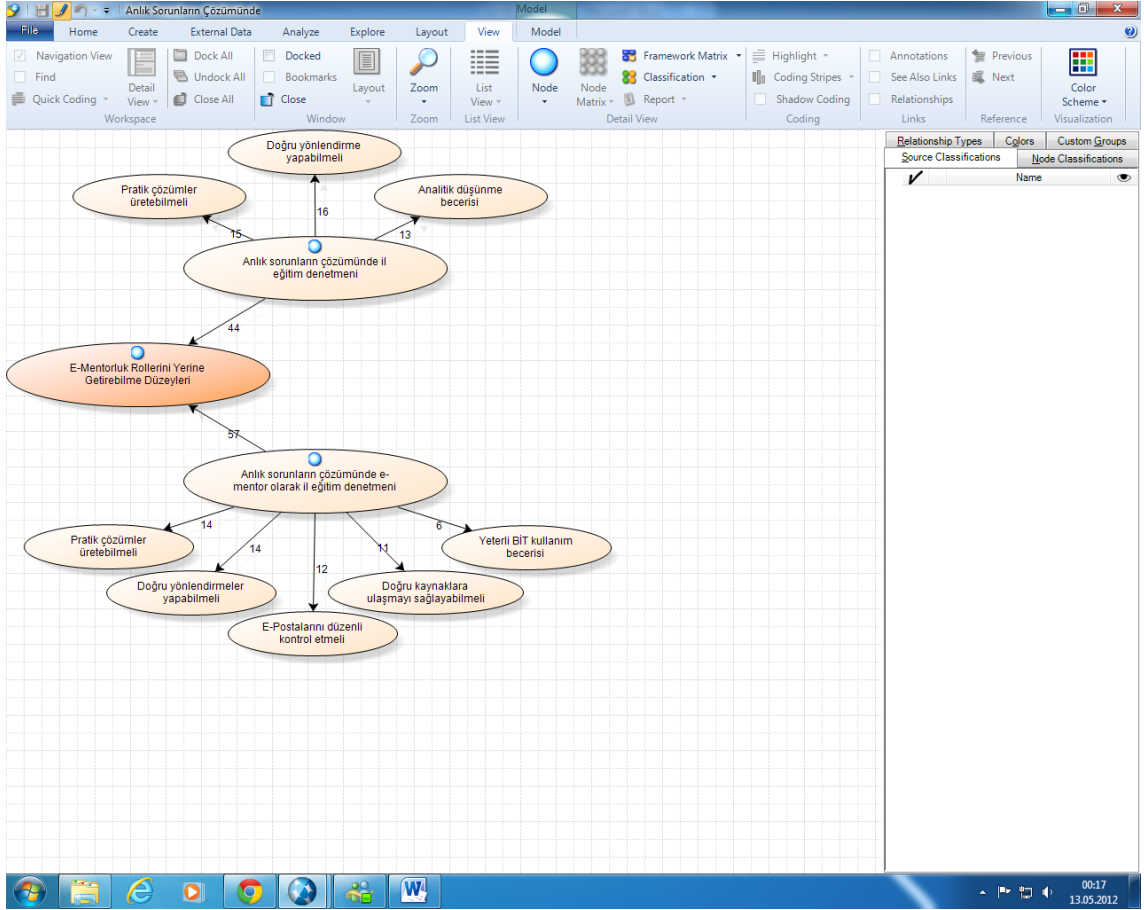 Anlık Sorunların Çözümünde
Model
File Home Create External Data Analyze Explore Layout View Model
Navigation View
Find
Quick Coding
Detail
View
Dock All
Undock All
Close All
Workspace
Docked
Bookmarks
Close
Layout
Window
Zoom
Zoom
List
View
List View
Node
Node
Matrix
Framework Matrix
Classification
Report
Detail View
Highlight
Coding Stripes
Shadow Coding
Coding
Annotations
See Also Links
Relationships
Links
Previous
Next
Reference
Color
Scheme
Visualization
Relationship Types Colors Custom Groups
Source Classifications Node Classifications
Name
Doğru yönlendirme
yapabilmeli
Pratik çözümler
üretebilmeli
Analitik düşünme
becerisi
16
15
13
Anlık sorunların çözümünde il
eğitim denetmeni
44
E-Mentorluk Rollerini Yerine
Getirebilme Düzeyleri
57
Anlık sorunların çözümünde e-
mentor olarak il eğitim denetmeni
14
14
12
11
6
Pratik çözümler
üretebilmeli
Yeterli BİT kullanım
becerisi
Doğru yönlendirmeler
yapabilmeli
Doğru kaynaklara
ulaşmayı sağlayabilmeli
E-Postalarını düzenli
kontrol etmeli
00:17
13.05.2012